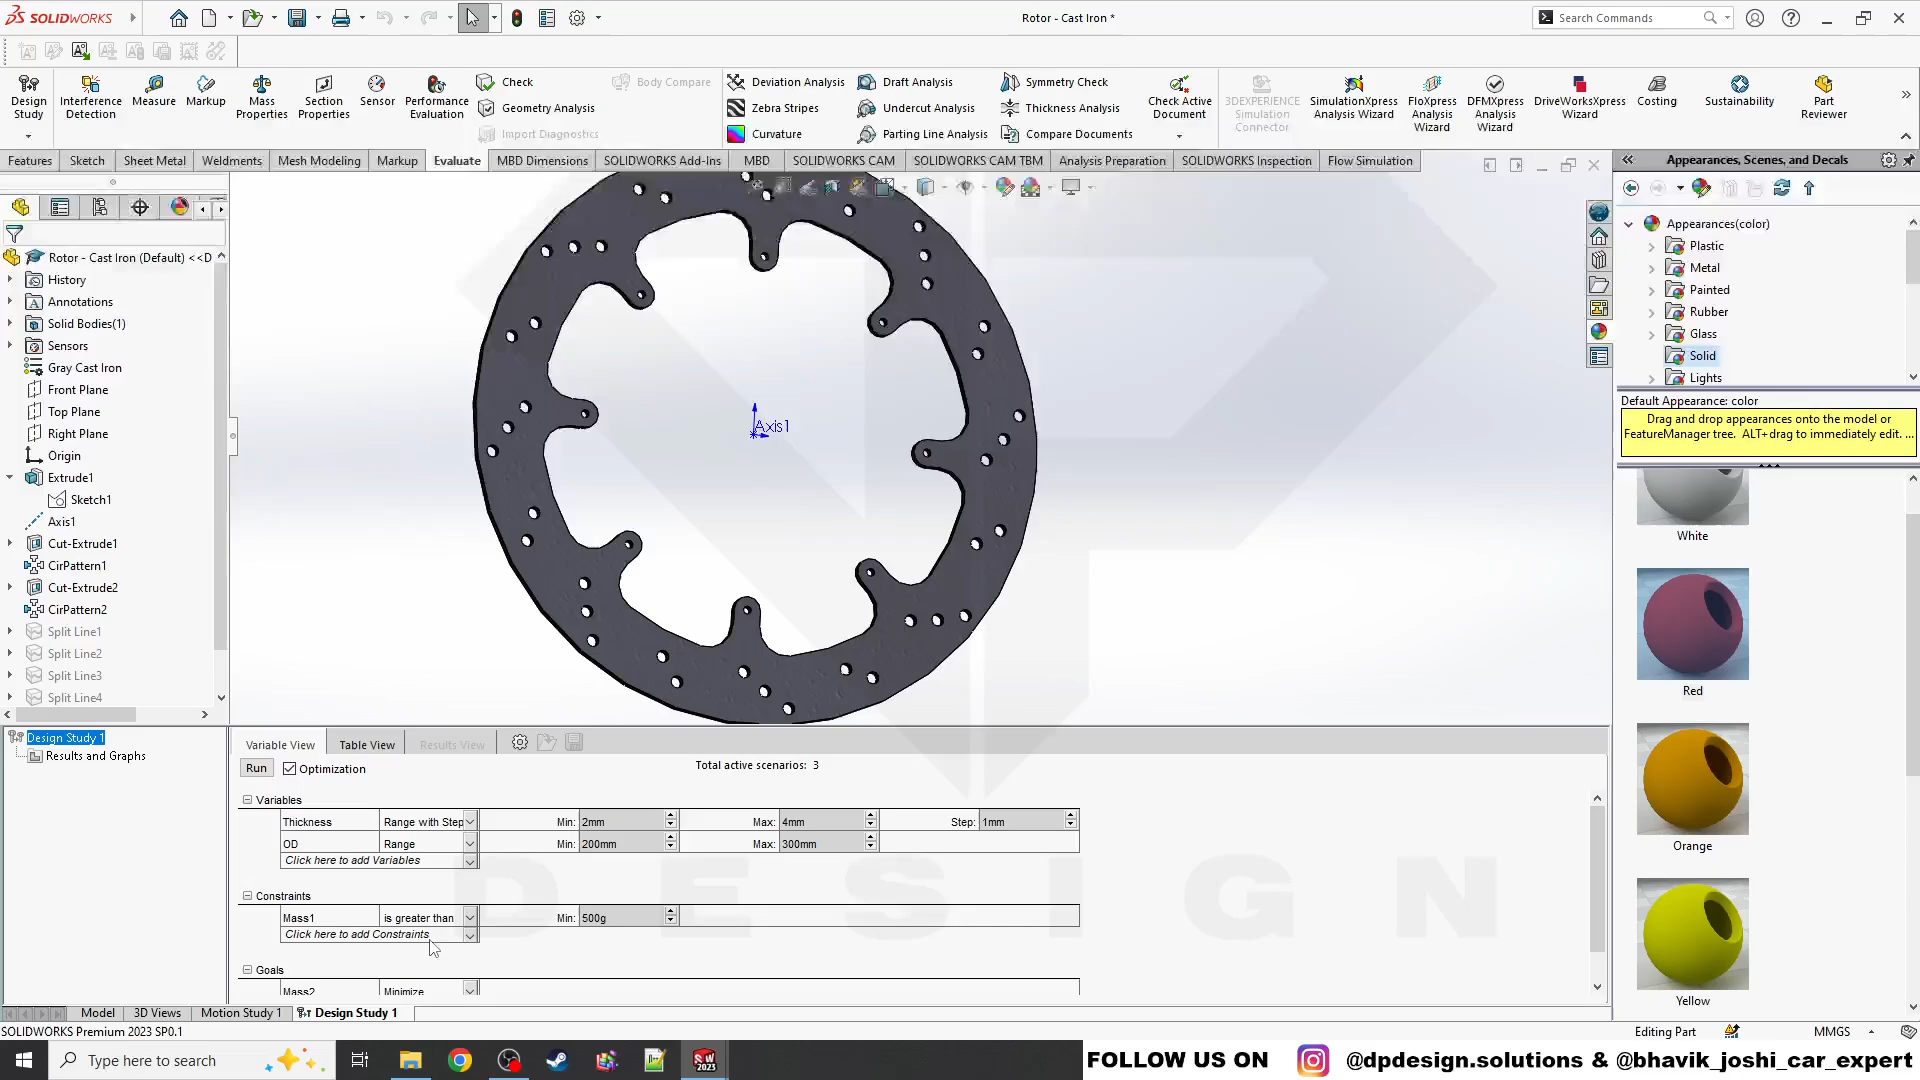 SOLIDWORKS
Rotor - Cast Iron *
Search Commands
Design Study
Interference Detection
Measure
Markup
Mass Properties
Section Properties
Sensor
Performance Evaluation
Check
Geometry Analysis
Import Diagnostics
Body Compare
Deviation Analysis
Zebra Stripes
Curvature
Draft Analysis
Undercut Analysis
Parting Line Analysis
Symmetry Check
Thickness Analysis
Compare Documents
Check Active Document
3DEXPERIENCE Simulation Connector
SimulationXpress Analysis Wizard
FloXpress Analysis Wizard
DFMXpress Analysis Wizard
DriveWorksXpress Wizard
Costing
Sustainability
Part Reviewer
Features
Sketch
Sheet Metal
Weldments
Mesh Modeling
Markup
Evaluate
MBD Dimensions
SOLIDWORKS Add-Ins
MBD
SOLIDWORKS CAM
SOLIDWORKS CAM TBM
Analysis Preparation
SOLIDWORKS Inspection
Flow Simulation
Appearances, Scenes, and Decals
Rotor - Cast Iron (Default) <<D
History
Annotations
Solid Bodies(1)
Sensors
Gray Cast Iron
Front Plane
Top Plane
Right Plane
Origin
Extrude1
Sketch1
Axis1
Cut-Extrude1
CirPattern1
Cut-Extrude2
CirPattern2
Split Line1
Split Line2
Split Line3
Split Line4
Axis1
Appearances(color)
Plastic
Metal
Painted
Rubber
Glass
Solid
Lights
Default Appearance: color
Drag and drop appearances onto the model or
FeatureManager tree. ALT+drag to immediately edit. ...
White
Red
Orange
Yellow
Design Study 1
Results and Graphs
Variable View
Table View
Results View
Run
Optimization
Total active scenarios: 3
Variables
Thickness Range with Step Min: 2mm Max: 4mm Step: 1mm
OD Range Min: 200mm Max: 300mm
Click here to add Variables
Constraints
Mass1 is greater than Min: 500g
Click here to add Constraints
Goals
Mass2 Minimize
DESIGN
Model
3D Views
Motion Study 1
Design Study 1
SOLIDWORKS Premium 2023 SP0.1
Editing Part
MMGS
Type here to search
SW 2023
FOLLOW US ON @dpdesign.solutions & @bhavik_joshi_car_expert